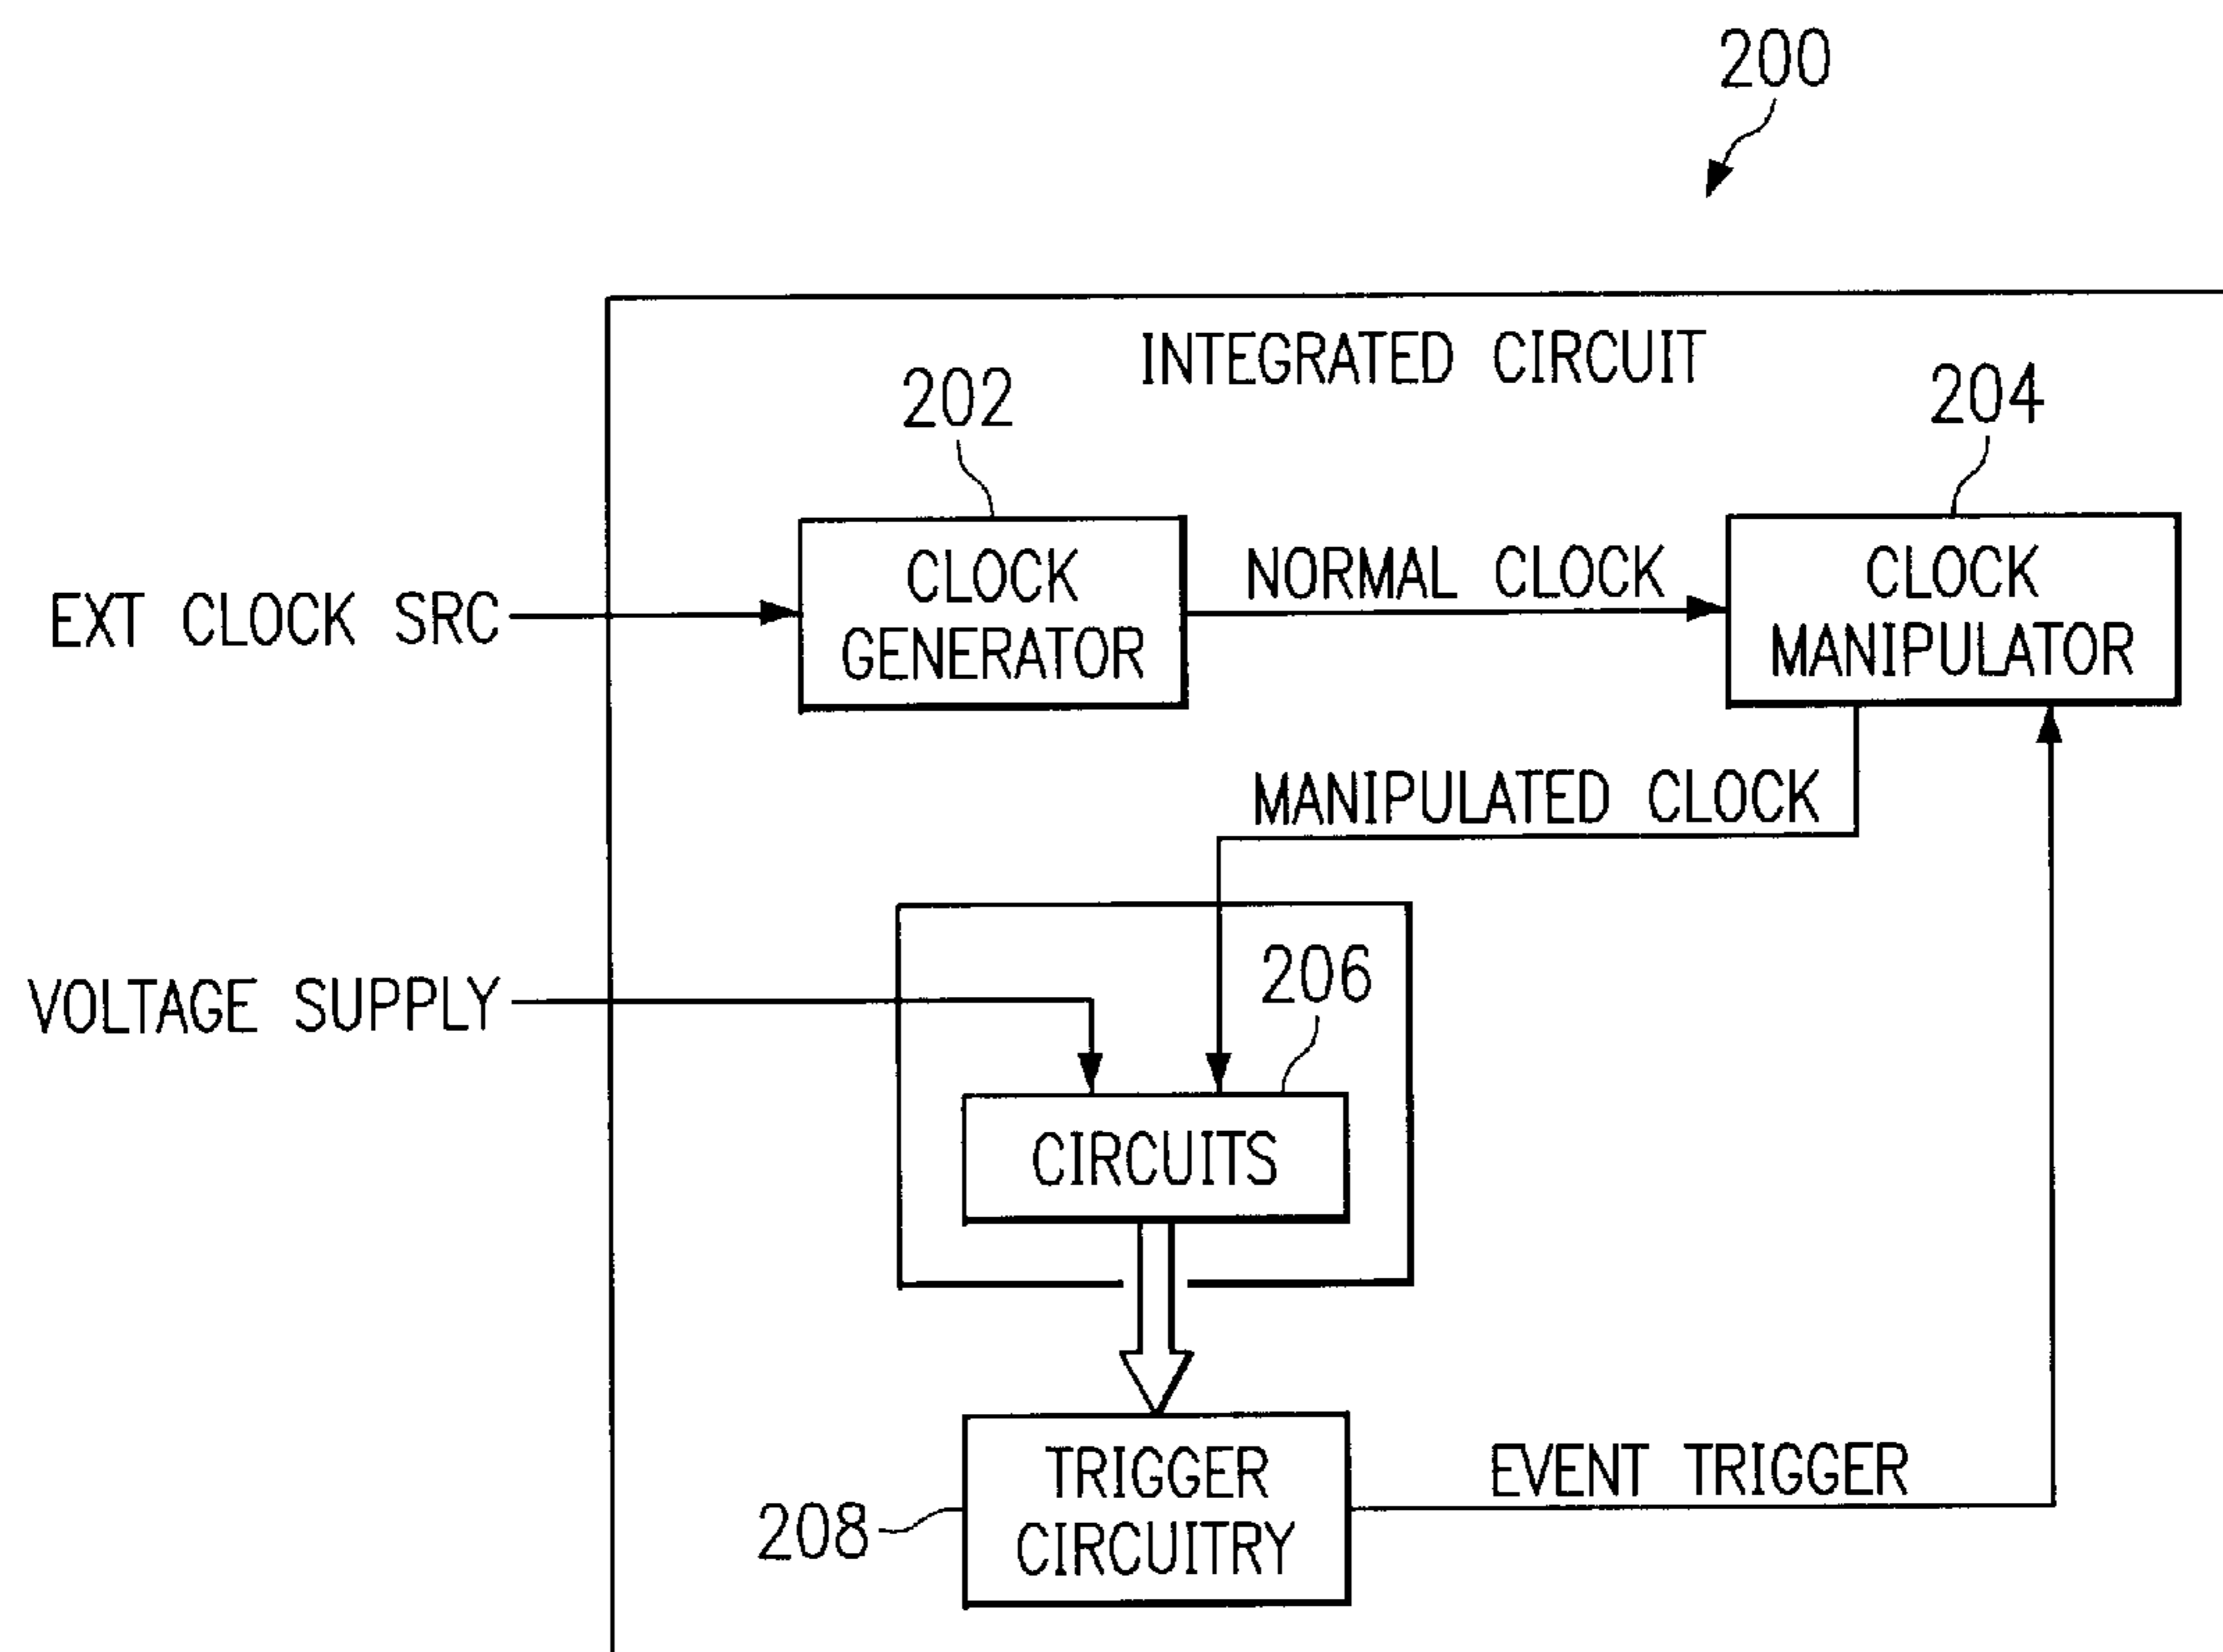 200
INTEGRATED CIRCUIT
202
204
EXT CLOCK SRC
CLOCK
GENERATOR
NORMAL CLOCK
CLOCK
MANIPULATOR
MANIPULATED CLOCK
VOLTAGE SUPPLY
206
CIRCUITS
208
TRIGGER
CIRCUITRY
EVENT TRIGGER